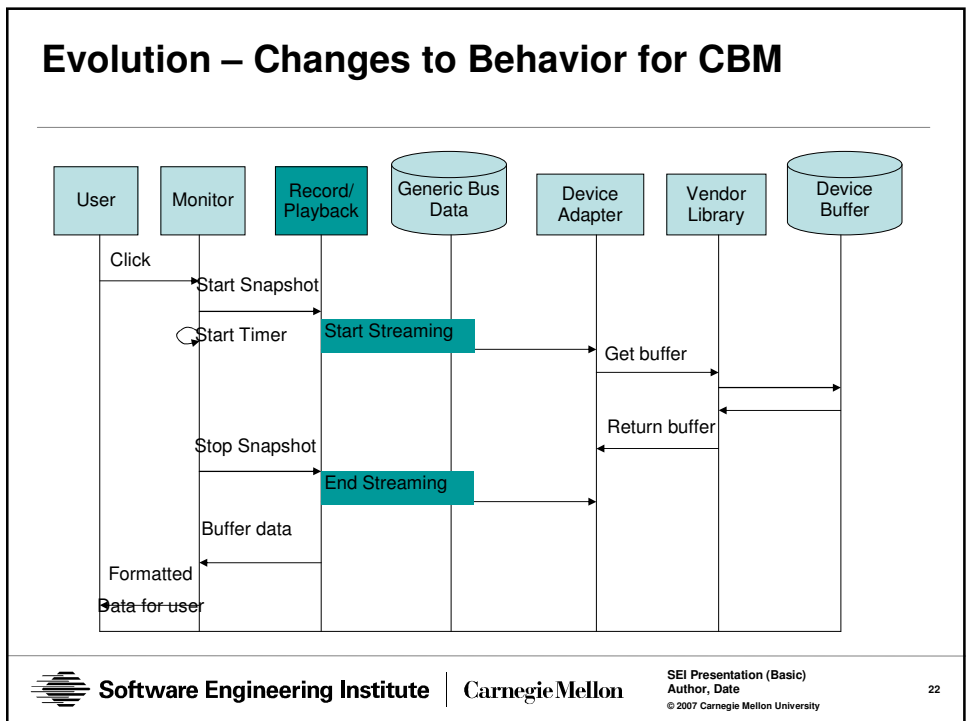 Evolution – Changes to Behavior for CBM
User
Monitor
Record/
Playback
Generic Bus
Data
Device
Adapter
Vendor
Library
Device
Buffer
Click
Start Snapshot
Start Timer
Start Streaming
Get buffer
Return buffer
Stop Snapshot
End Streaming
Buffer data
Formatted
Data for user
Software Engineering Institute
Carnegie Mellon
SEI Presentation (Basic)
Author, Date
© 2007 Carnegie Mellon University
22